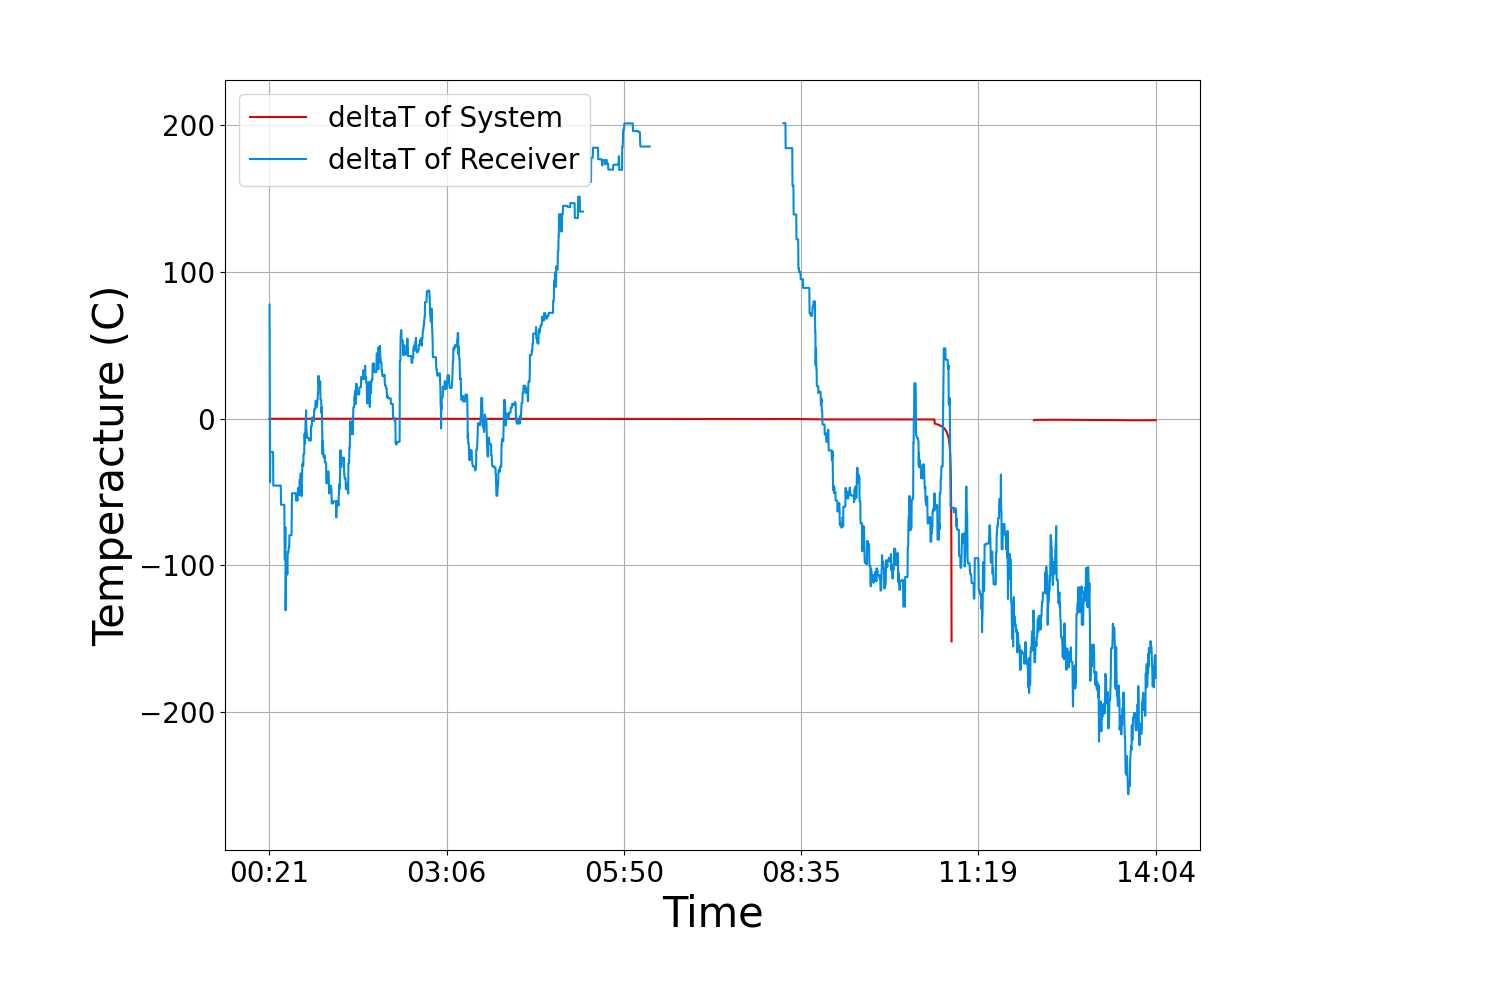 deltaT of System
deltaT of Receiver
200
100
0
−100
−200
Temperacture (C)
00:21 03:06 05:50 08:35 11:19 14:04
Time